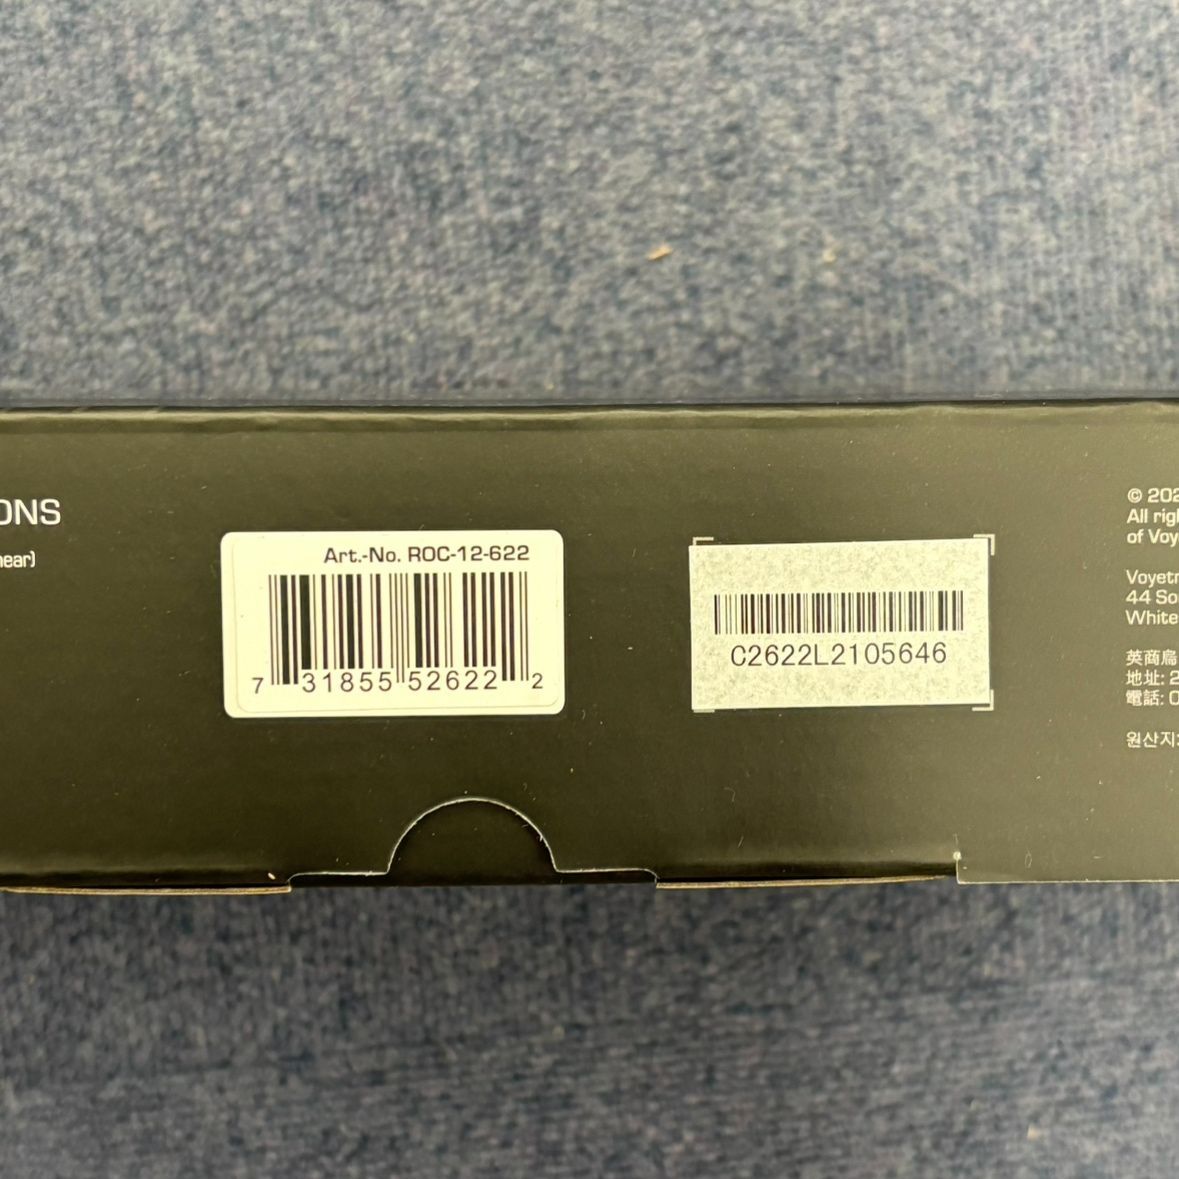 ONS
near)
Art.-No. ROC-12-622
7 31855 52622 2
C2622L2105646
© 202
All rig
of Voy
Voyetr
44 So
White
英商烏
地址: 2
電話: 0
원산지: